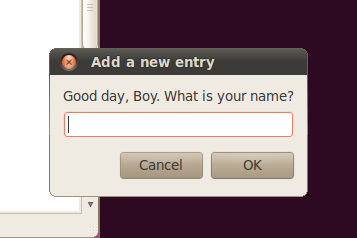 Add a new entry
Good day, Boy. What is your name?
Cancel OK